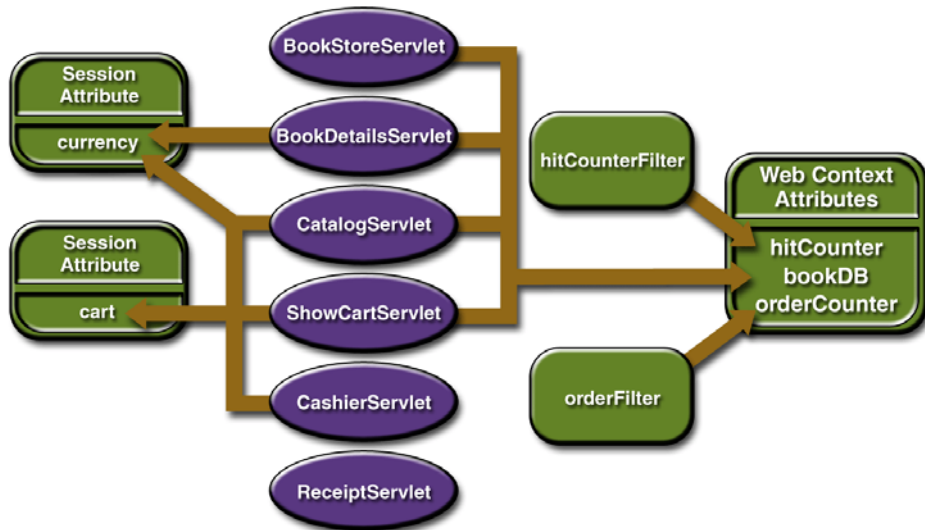 Session
Attribute
currency
Session
Attribute
cart
BookStoreServlet
BookDetailsServlet
CatalogServlet
ShowCartServlet
CashierServlet
ReceiptServlet
hitCounterFilter
orderFilter
Web Context
Attributes
hitCounter
bookDB
orderCounter